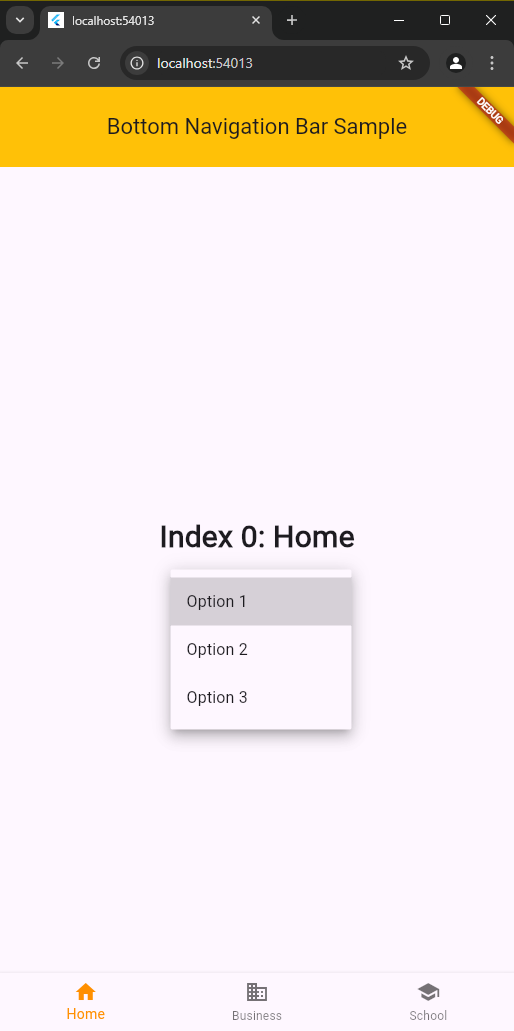 localhost:54013
localhost:54013
DEBUG
Bottom Navigation Bar Sample
Index 0: Home
Option 1
Option 2
Option 3
Home
Business
School